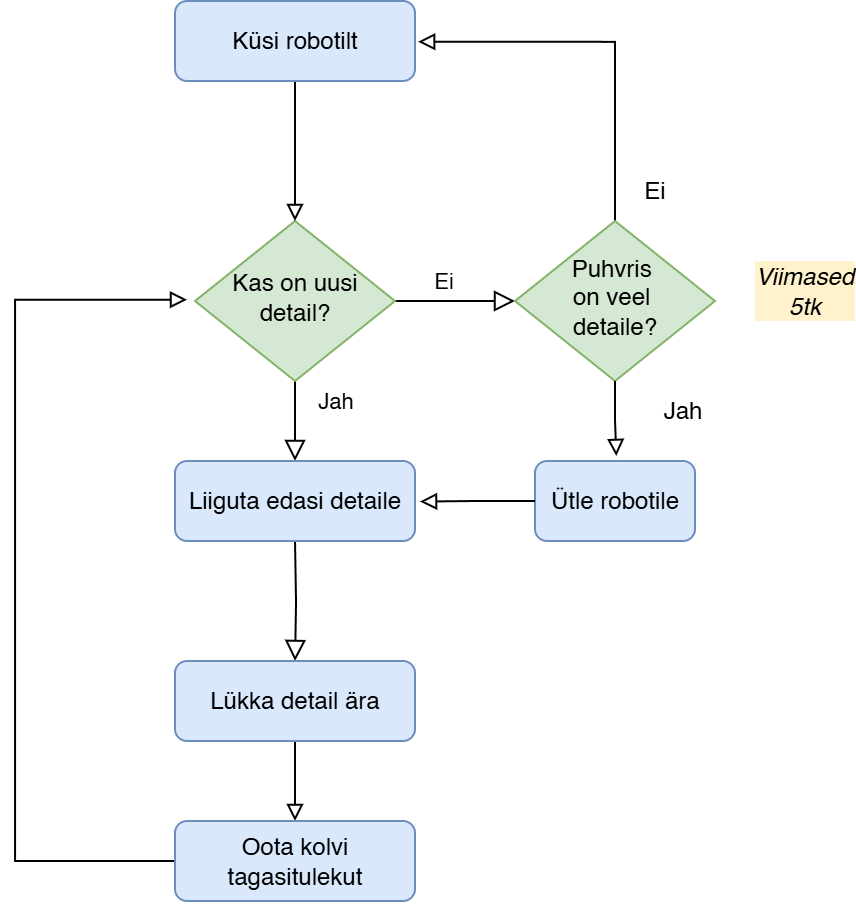 Küsi robotilt
Ei
Kas on uusi
detail?
Ei
Puhvris
on veel
detaile?
Viimased
5tk
Jah
Jah
Liiguta edasi detaile
Ütle robotile
Lükka detail ära
Oota kolvi
tagasitulekut